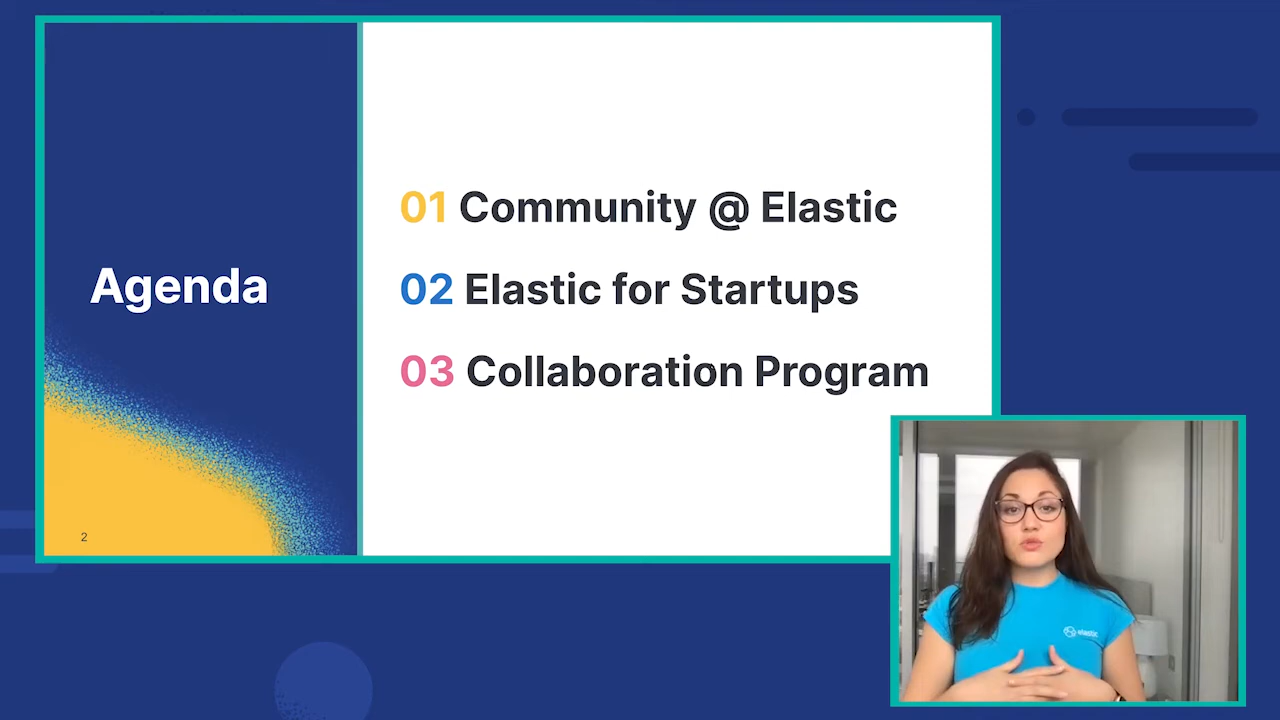 Agenda
01 Community @ Elastic
02 Elastic for Startups
03 Collaboration Program
2
elastic